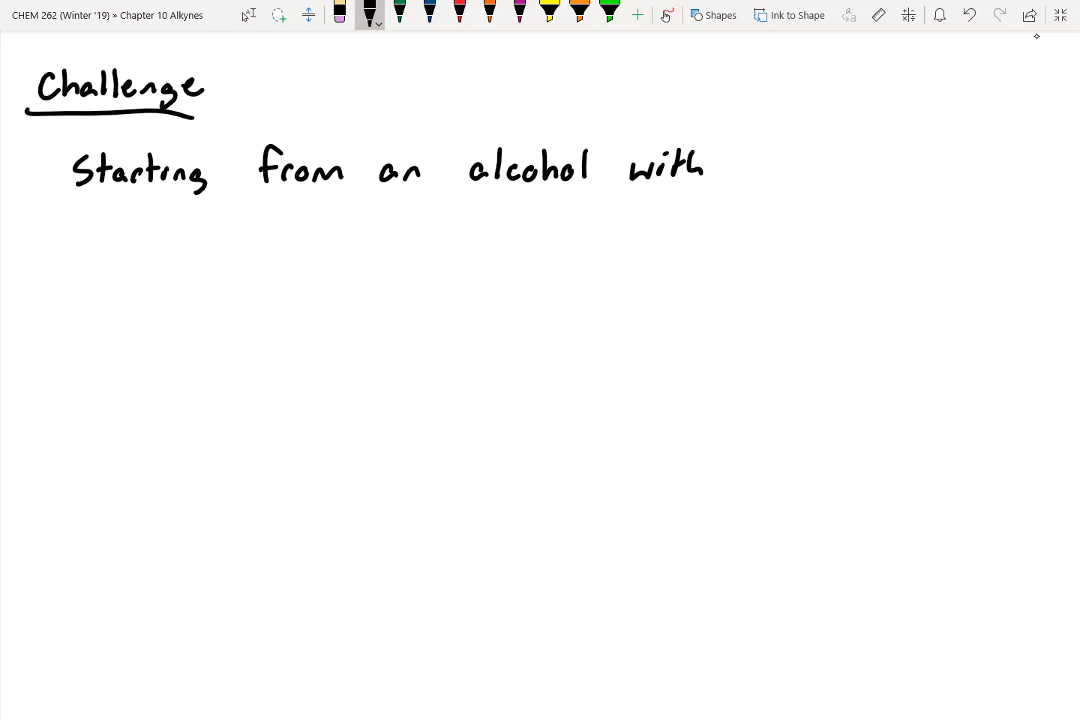 CHEM 262 (Winter '19) » Chapter 10 Alkynes Shapes Ink to Shape
Challenge
Starting from an alcohol with